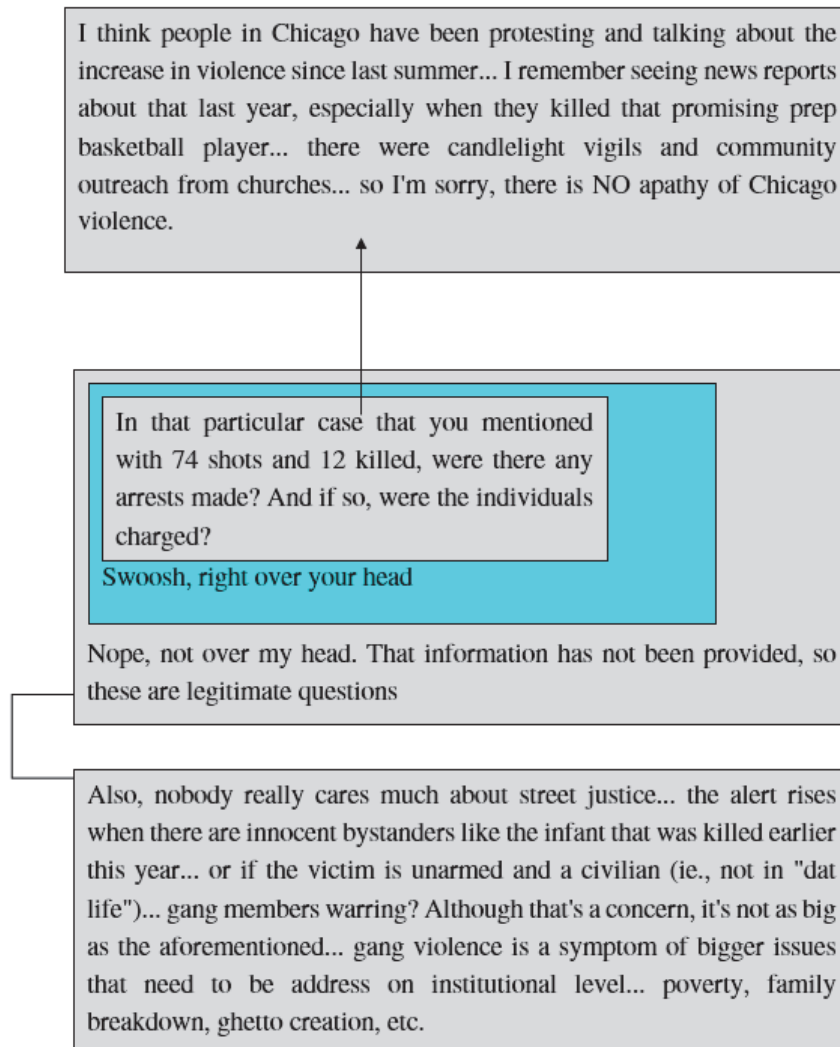 I think people in Chicago have been protesting and talking about the
increase in violence since last summer... I remember seeing news reports
about that last year, especially when they killed that promising prep
basketball player... there were candlelight vigils and community
outreach from churches... so I'm sorry, there is NO apathy of Chicago
violence.
In that particular case that you mentioned
with 74 shots and 12 killed, were there any
arrests made? And if so, were the individuals
charged?
Swoosh, right over your head
Nope, not over my head. That information has not been provided, so
these are legitimate questions
Also, nobody really cares much about street justice... the alert rises
when there are innocent bystanders like the infant that was killed earlier
this year... or if the victim is unarmed and a civilian (ie., not in "dat
life")... gang members warring? Although that's a concern, it's not as big
as the aforementioned... gang violence is a symptom of bigger issues
that need to be address on institutional level... poverty, family
breakdown, ghetto creation, etc.